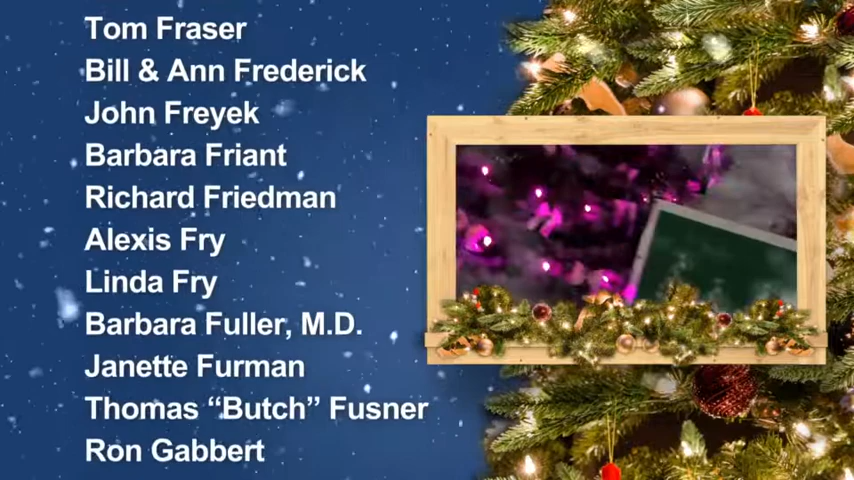 Tom Fraser
Bill & Ann Frederick
John Freyek
Barbara Friant
Richard Friedman
Alexis Fry
Linda Fry
Barbara Fuller, M.D.
Janette Furman
Thomas “Butch” Fusner
Ron Gabbert